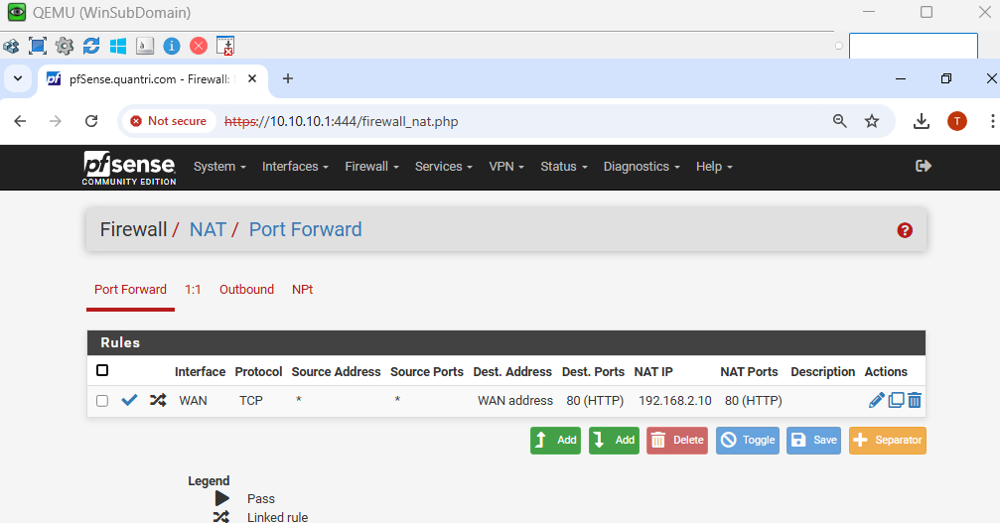 QEMU (WinSubDomain)
pfSense.quantri.com - Firewall:
Not secure https://10.10.10.1:444/firewall_nat.php T
pfsense System Interfaces Firewall Services VPN Status Diagnostics Help
COMMUNITY EDITION
Firewall / NAT / Port Forward
Port Forward 1:1 Outbound NPt
Rules
Interface Protocol Source Address Source Ports Dest. Address Dest. Ports NAT IP NAT Ports Description Actions
WAN TCP * * WAN address 80 (HTTP) 192.168.2.10 80 (HTTP)
Add Add Delete Toggle Save Separator
Legend
Pass
Linked rule